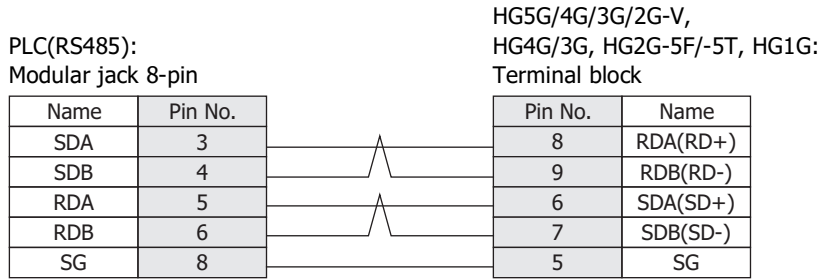 HG5G/4G/3G/2G-V,
PLC(RS485): HG4G/3G, HG2G-5F/-5T, HG1G:
Modular jack 8-pin Terminal block
Name Pin No. Pin No. Name
SDA 3 8 RDA(RD+)
SDB 4 9 RDB(RD-)
RDA 5 6 SDA(SD+)
RDB 6 7 SDB(SD-)
SG 8 5 SG